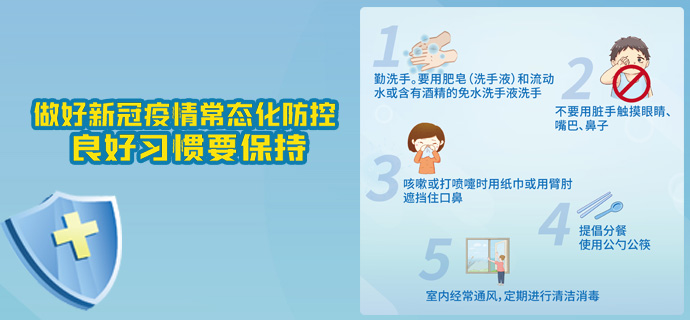 做好新冠疫情常态化防控
良好习惯要保持
1
勤洗手。要用肥皂(洗手液)和流动
水或含有酒精的免水洗手液洗手
2
不要用脏手触摸眼睛、
嘴巴、鼻子
3
咳嗽或打喷嚏时用纸巾或用臂肘
遮挡住口鼻
4
提倡分餐
使用公勺公筷
5
室内经常通风,定期进行清洁消毒